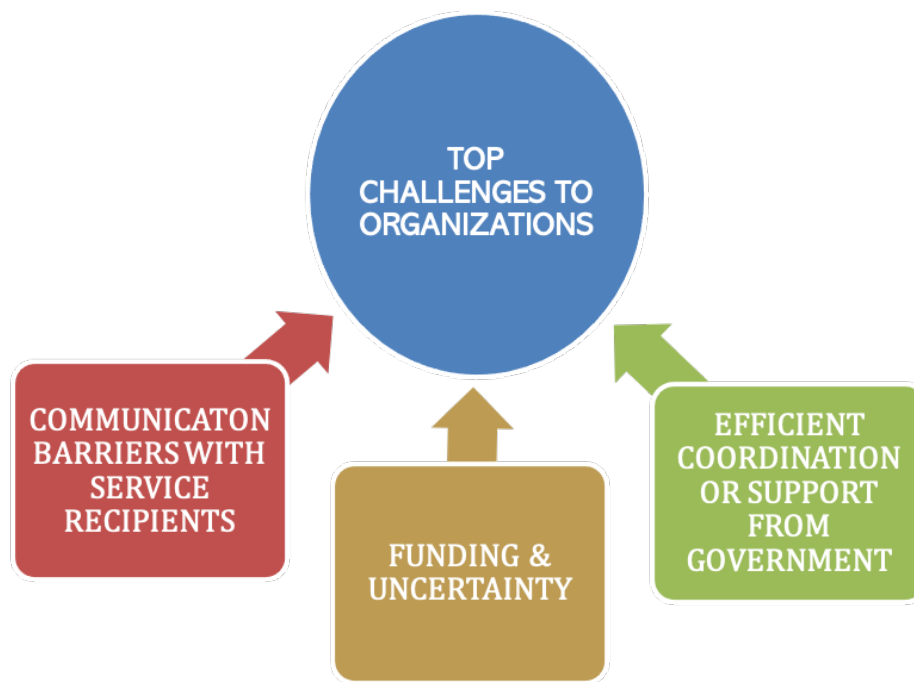 TOP
CHALLENGES TO
ORGANIZATIONS
COMMUNICATON
BARRIERS WITH
SERVICE
RECIPIENTS
FUNDING &
UNCERTAINTY
EFFICIENT
COORDINATION
OR SUPPORT
FROM
GOVERNMENT